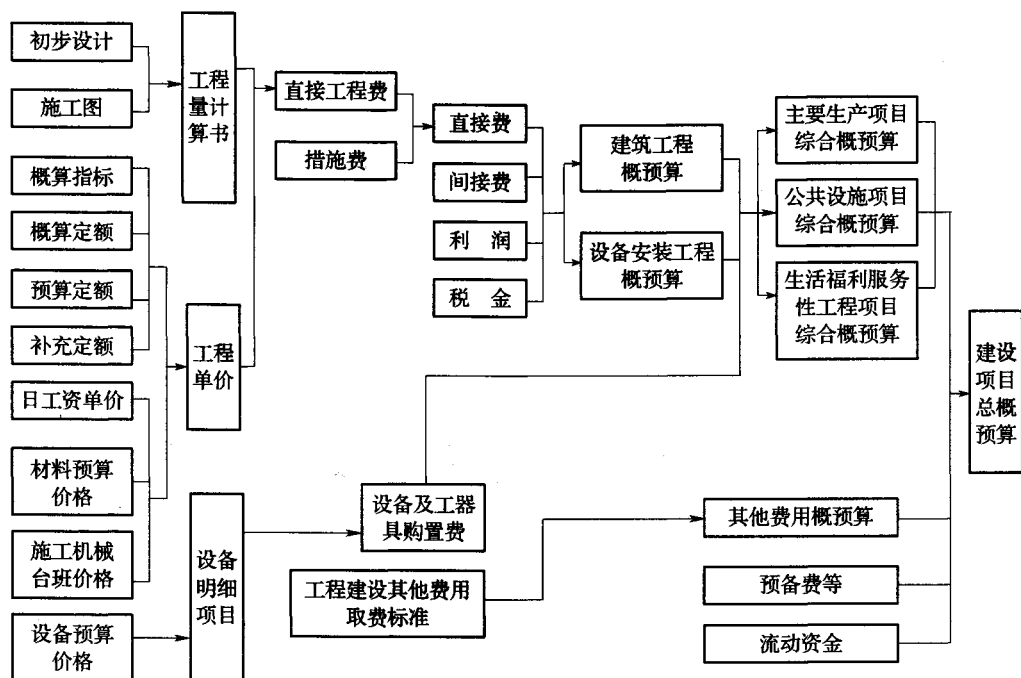 初步设计
施工图
概算指标
概算定额
预算定额
补充定额
日工资单价
材料预算
价格
施工机械
台班价格
设备预算
价格
工程
量计
算书
工程
单价
设备
明细
项目
直接工程费
措施费
直接费
间接费
利 润
税 金
建筑工程
概预算
设备安装工程
概预算
设备及工器
具购置费
工程建设其他费用
取费标准
主要生产项目
综合概预算
公共设施项目
综合概预算
生活福利服务
性工程项目
综合概预算
其他费用概预算
预备费等
流动资金
建设
项目
总概
预算